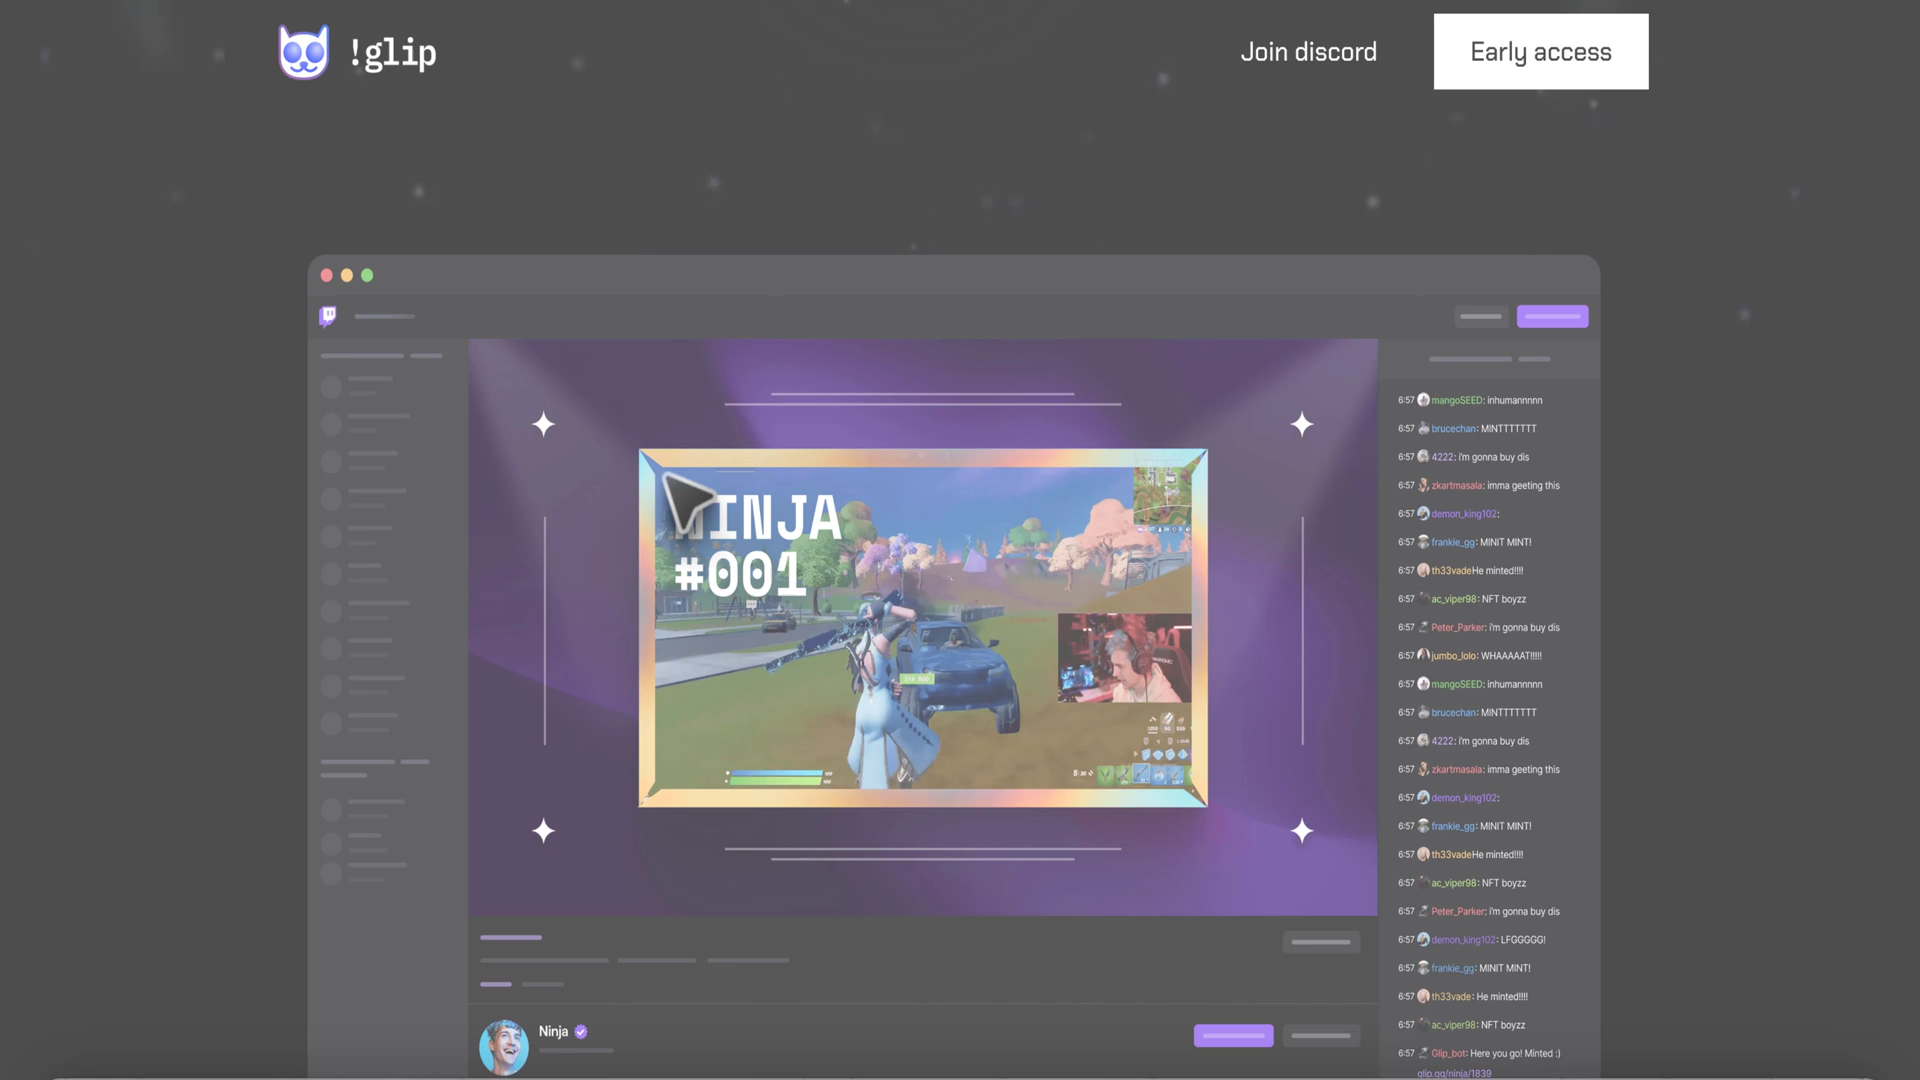 !glip
Join discord
Early access
NINJA
#001
6:57 mangoSEED: inhumannnnn
6:57 brucechan: MINTTTTTTT
6:57 4222: i'm gonna buy dis
6:57 zkartmasala: imma geeting this
6:57 demon_king102:
6:57 frankie_gg: MINIT MINT!
6:57 th33vadeHe minted!!!!
6:57 ac_viper98: NFT boyzz
6:57 Peter_Parker: i'm gonna buy dis
6:57 jumbo_lolo: WHAAAAAT!!!!!
6:57 mangoSEED: inhumannnnn
6:57 brucechan: MINTTTTTTT
6:57 4222: i'm gonna buy dis
6:57 zkartmasala: imma geeting this
6:57 demon_king102:
6:57 frankie_gg: MINIT MINT!
6:57 th33vadeHe minted!!!!
6:57 ac_viper98: NFT boyzz
6:57 Peter_Parker: i'm gonna buy dis
6:57 demon_king102: LFGGGGG!
6:57 frankie_gg: MINIT MINT!
6:57 th33vade: He minted!!!!
6:57 ac_viper98: NFT boyzz
6:57 Glip_bot: Here you go! Minted :)
glip.gg/ninja/1839
Ninja